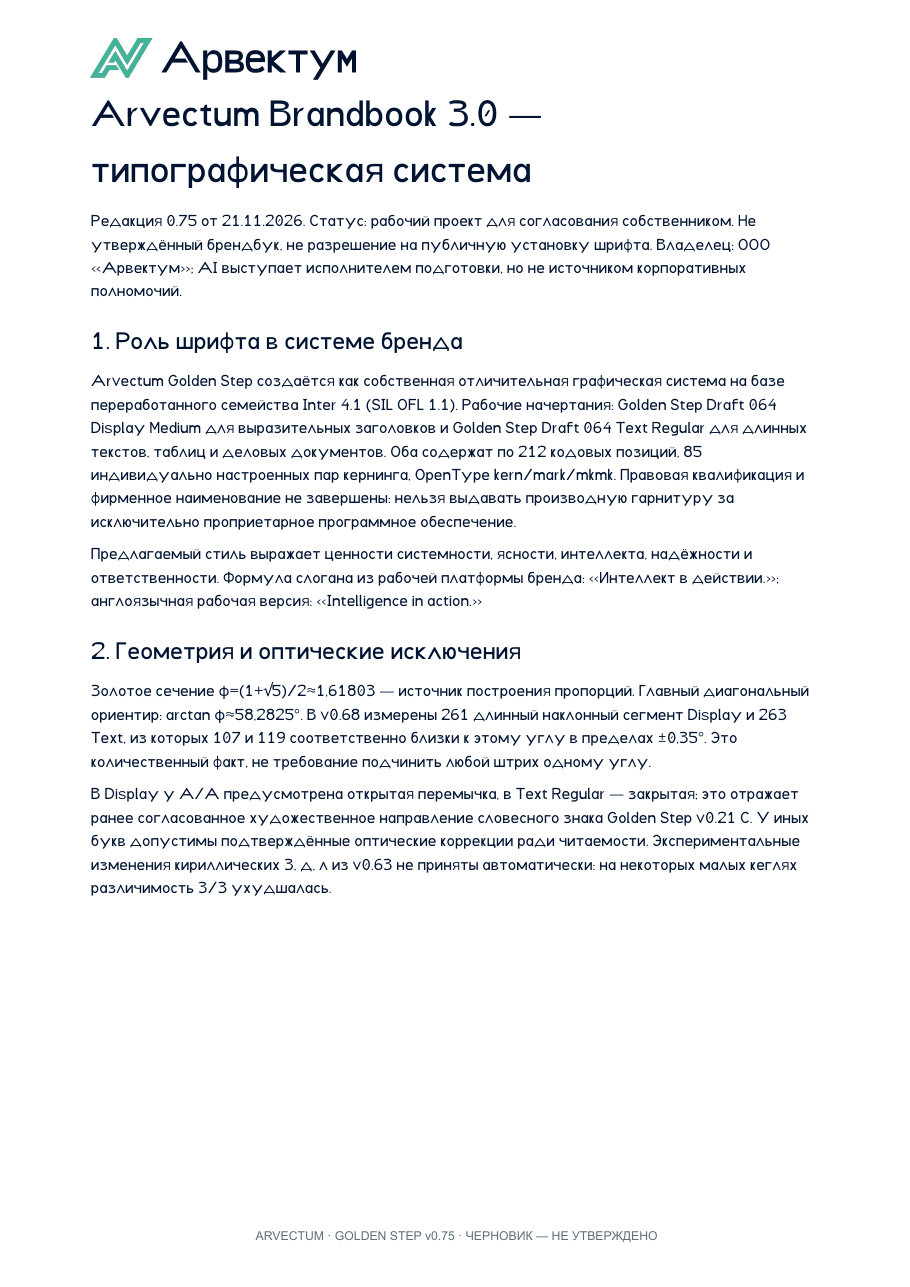 Арвектум
Arvectum Brandbook 3.0 —
типографическая система
Редакция 0.75 от 21.11.2026. Статус: рабочий проект для согласования собственником. Не
утверждённый брендбук, не разрешение на публичную установку шрифта. Владелец: ООО
‹‹Арвектум››; AI выступает исполнителем подготовки, но не источником корпоративных
полномочий.
1. Роль шрифта в системе бренда
Arvectum Golden Step создаётся как собственная отличительная графическая система на базе
переработанного семейства Inter 4.1 (SIL OFL 1.1). Рабочие начертания: Golden Step Draft 064
Display Medium для выразительных заголовков и Golden Step Draft 064 Text Regular для длинных
текстов, таблиц и деловых документов. Оба содержат по 212 кодовых позиций, 85
индивидуально настроенных пар кернинга, OpenType kern/mark/mkmk. Правовая квалификация и
фирменное наименование не завершены: нельзя выдавать производную гарнитуру за
исключительно проприетарное программное обеспечение.
Предлагаемый стиль выражает ценности системности, ясности, интеллекта, надёжности и
ответственности. Формула слогана из рабочей платформы бренда: ‹‹Интеллект в действии.››;
англоязычная рабочая версия: ‹‹Intelligence in action.››
2. Геометрия и оптические исключения
Золотое сечение φ=(1+√5)/2≈1,61803 — источник построения пропорций. Главный диагональный
ориентир: arctan φ≈58,2825°. В v0.68 измерены 261 длинный наклонный сегмент Display и 263
Text, из которых 107 и 119 соответственно близки к этому углу в пределах ±0,35°. Это
количественный факт, не требование подчинить любой штрих одному углу.
В Display у A/А предусмотрена открытая перемычка, в Text Regular — закрытая; это отражает
ранее согласованное художественное направление словесного знака Golden Step v0.21 C. У иных
букв допустимы подтверждённые оптические коррекции ради читаемости. Экспериментальные
изменения кириллических З, д, л из v0.63 не приняты автоматически: на некоторых малых кеглях
различимость З/3 ухудшалась.
ARVECTUM · GOLDEN STEP v0.75 · ЧЕРНОВИК — НЕ УТВЕРЖДЕНО